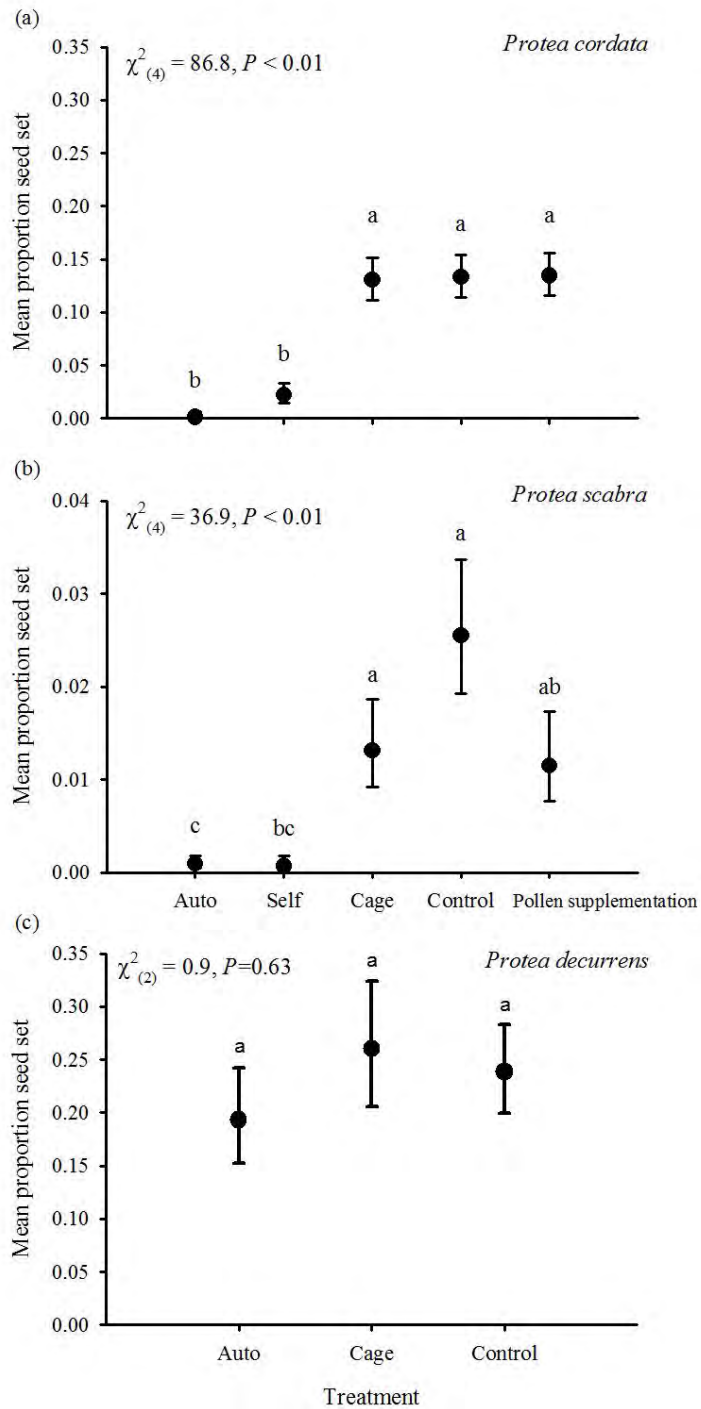 (a)
Protea cordata
χ²(4) = 86.8, P < 0.01
0.35
0.30
0.25
0.20
0.15
0.10
0.05
0.00
Mean proportion seed set
b
b
a
a
a
(b)
Protea scabra
χ²(4) = 36.9, P < 0.01
0.04
0.03
0.02
0.01
0.00
Mean proportion seed set
c
bc
a
a
ab
Auto Self Cage Control Pollen supplementation
(c)
Protea decurrens
χ²(2) = 0.9, P=0.63
0.35
0.30
0.25
0.20
0.15
0.10
0.05
0.00
Mean proportion seed set
a
a
a
Auto Cage Control
Treatment